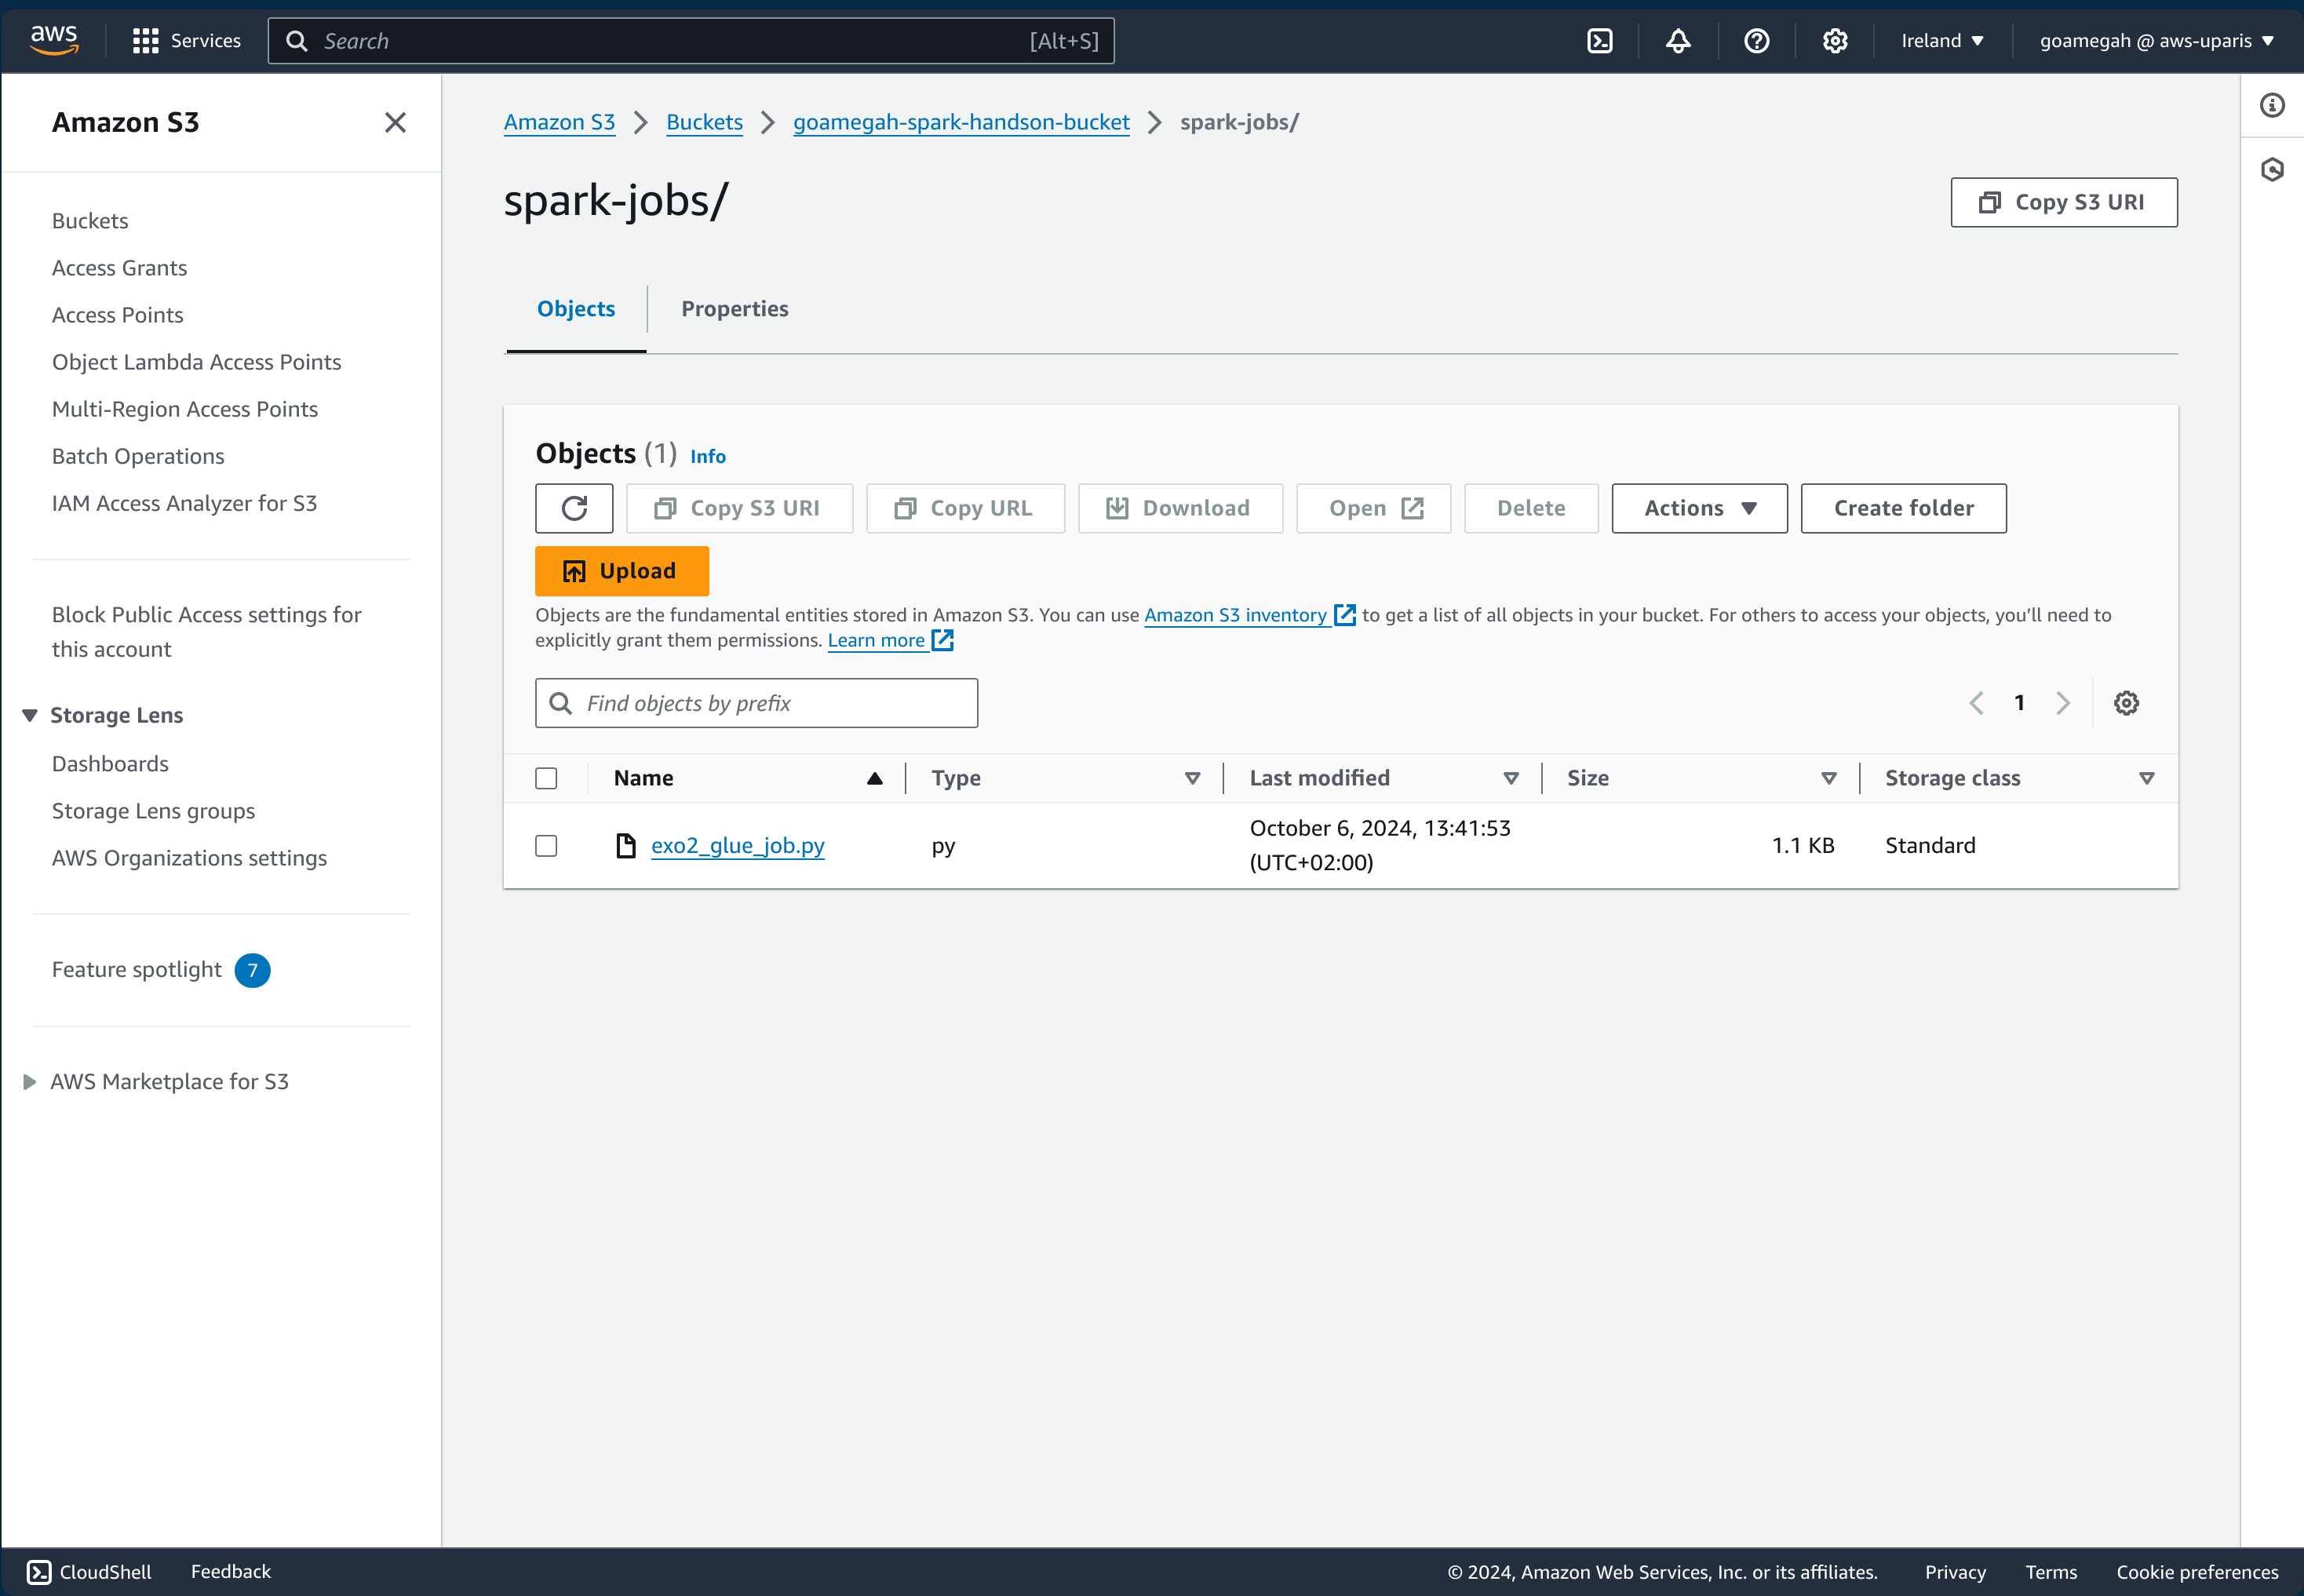 aws
Services
Search
[Alt+S]
Ireland
goamegah @ aws-uparis
Amazon S3
Buckets
Access Grants
Access Points
Object Lambda Access Points
Multi-Region Access Points
Batch Operations
IAM Access Analyzer for S3
Block Public Access settings for
this account
Storage Lens
Dashboards
Storage Lens groups
AWS Organizations settings
Feature spotlight 7
AWS Marketplace for S3
Amazon S3 Buckets goamegah-spark-handson-bucket spark-jobs/
spark-jobs/
Copy S3 URI
Objects
Properties
Objects (1) Info
Copy S3 URI
Copy URL
Download
Open
Delete
Actions
Create folder
Upload
Objects are the fundamental entities stored in Amazon S3. You can use Amazon S3 inventory to get a list of all objects in your bucket. For others to access your objects, you’ll need to
explicitly grant them permissions. Learn more
Find objects by prefix
1
Name Type Last modified Size Storage class
exo2_glue_job.py
py
October 6, 2024, 13:41:53
(UTC+02:00)
1.1 KB
Standard
CloudShell
Feedback
© 2024, Amazon Web Services, Inc. or its affiliates.
Privacy
Terms
Cookie preferences